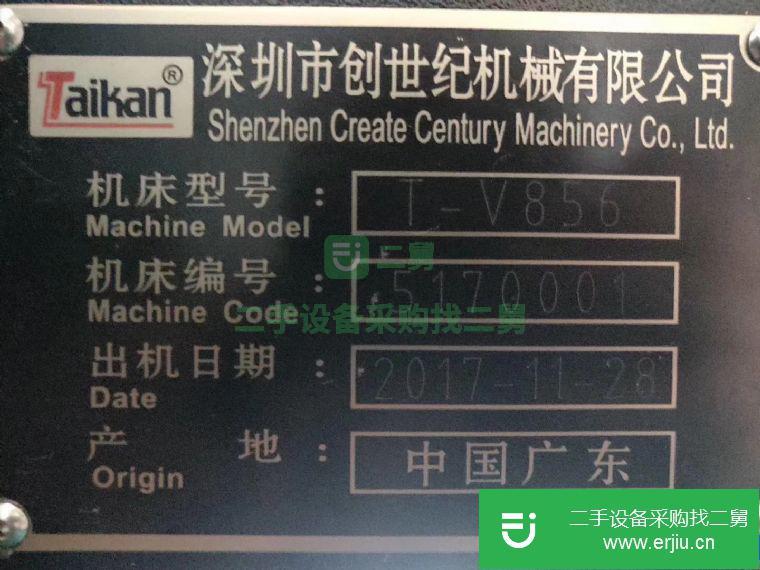 Taikan®
深圳市创世纪机械有限公司
Shenzhen Create Century Machinery Co., Ltd.
机床型号： T-V856
Machine Model
二舅
机床编号： 5170001
Machine Code
二手设备采购找二舅
出机日期： 2017-11-28
Date
产 地： 中国广东
Origin
二手设备采购找二舅
www.erjiu.cn